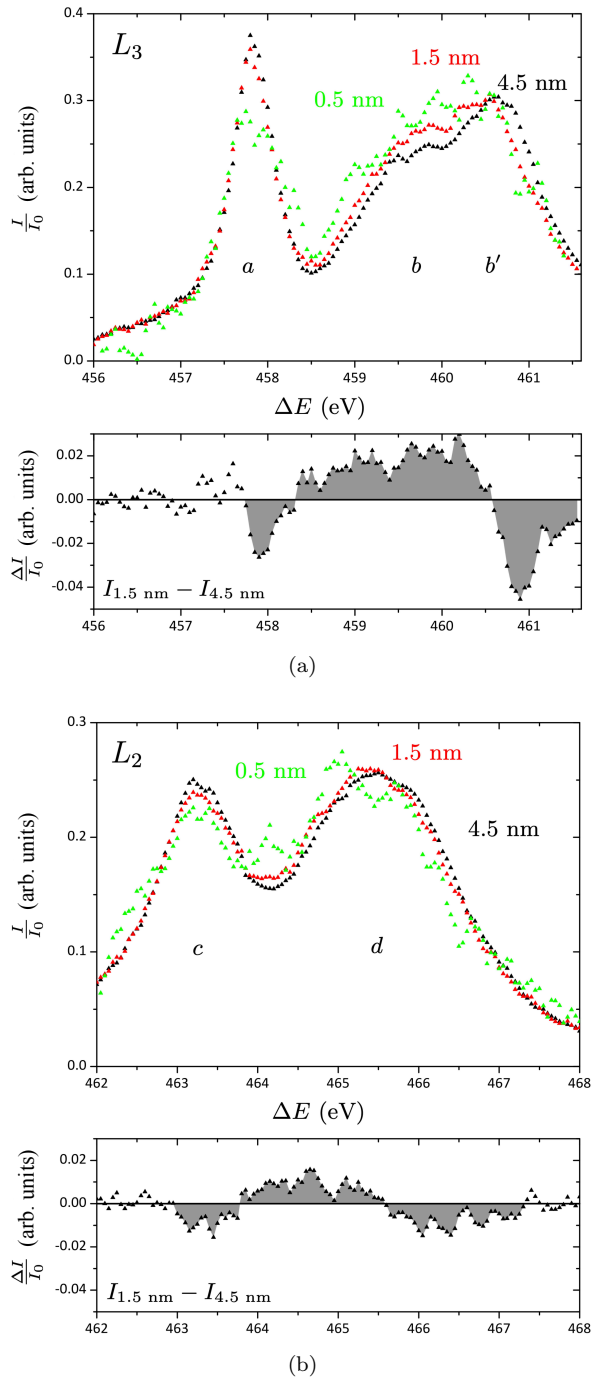 L₃
1.5 nm
4.5 nm
0.5 nm
0.4
0.3
0.2
0.1
0.0
I/I₀ (arb. units)
a
b
b′
456 457 458 459 460 461
ΔE (eV)
0.02
0.00
-0.02
-0.04
ΔI/I₀ (arb. units)
I₁.₅ ₙₘ − I₄.₅ ₙₘ
456 457 458 459 460 461
(a)
L₂
1.5 nm
0.5 nm
4.5 nm
0.3
0.2
0.1
0.0
I/I₀ (arb. units)
c
d
462 463 464 465 466 467 468
ΔE (eV)
0.02
0.00
-0.02
-0.04
ΔI/I₀ (arb. units)
I₁.₅ ₙₘ − I₄.₅ ₙₘ
462 463 464 465 466 467 468
(b)